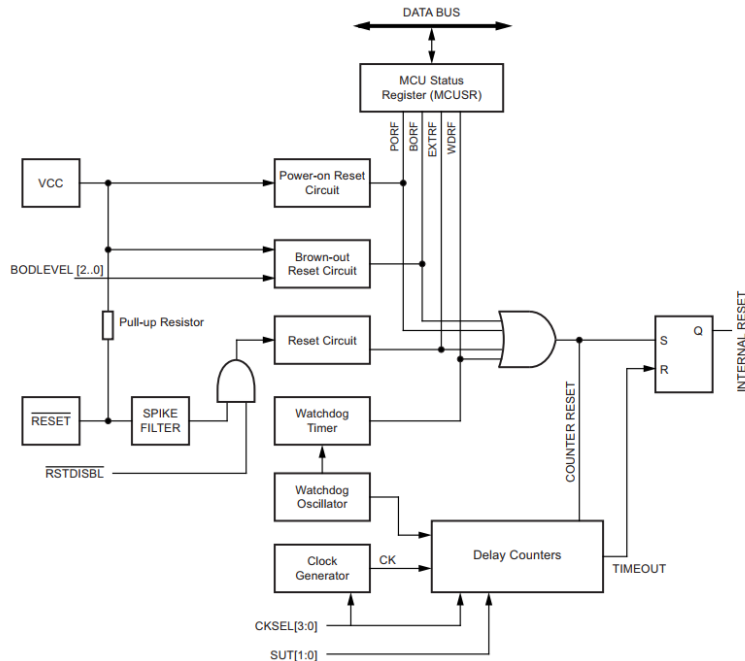 DATA BUS
MCU Status
Register (MCUSR)
PORF
BORF
EXTRF
WDRF
VCC
Power-on Reset
Circuit
BODLEVEL [2..0]
Brown-out
Reset Circuit
Pull-up Resistor
Reset Circuit
RESET
SPIKE
FILTER
RSTDISBL
Watchdog
Timer
Watchdog
Oscillator
Clock
Generator
CK
Delay Counters
COUNTER RESET
S
R
Q
INTERNAL RESET
TIMEOUT
CKSEL[3:0]
SUT[1:0]